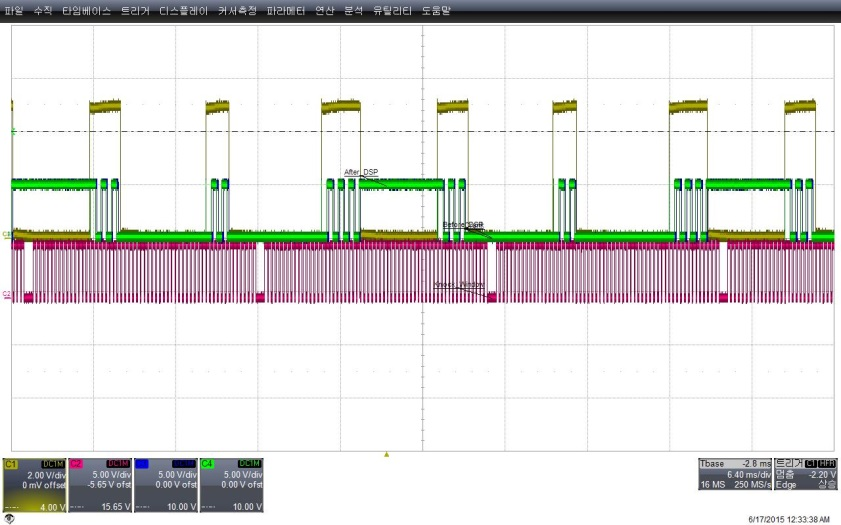 파일 수직 타임베이스 트리거 디스플레이 커서측정 파라메터 연산 분석 유틸리티 도움말
After_DSP
Before_DSP
Knock_Window
C1
C2
C1 DC1M
2.00 V/div
0 mV offset
4.00 V
C2 DC1M
5.00 V/div
-5.65 V ofst
15.65 V
DC1M
5.00 V/div
0.00 V ofst
10.00 V
C4 DC1M
5.00 V/div
0.00 V ofst
10.00 V
Tbase -2.8 ms
6.40 ms/div
16 MS 250 MS/s
트리거 C1 HFR
멈춤 -2.20 V
Edge 상승
6/17/2015 12:33:38 AM